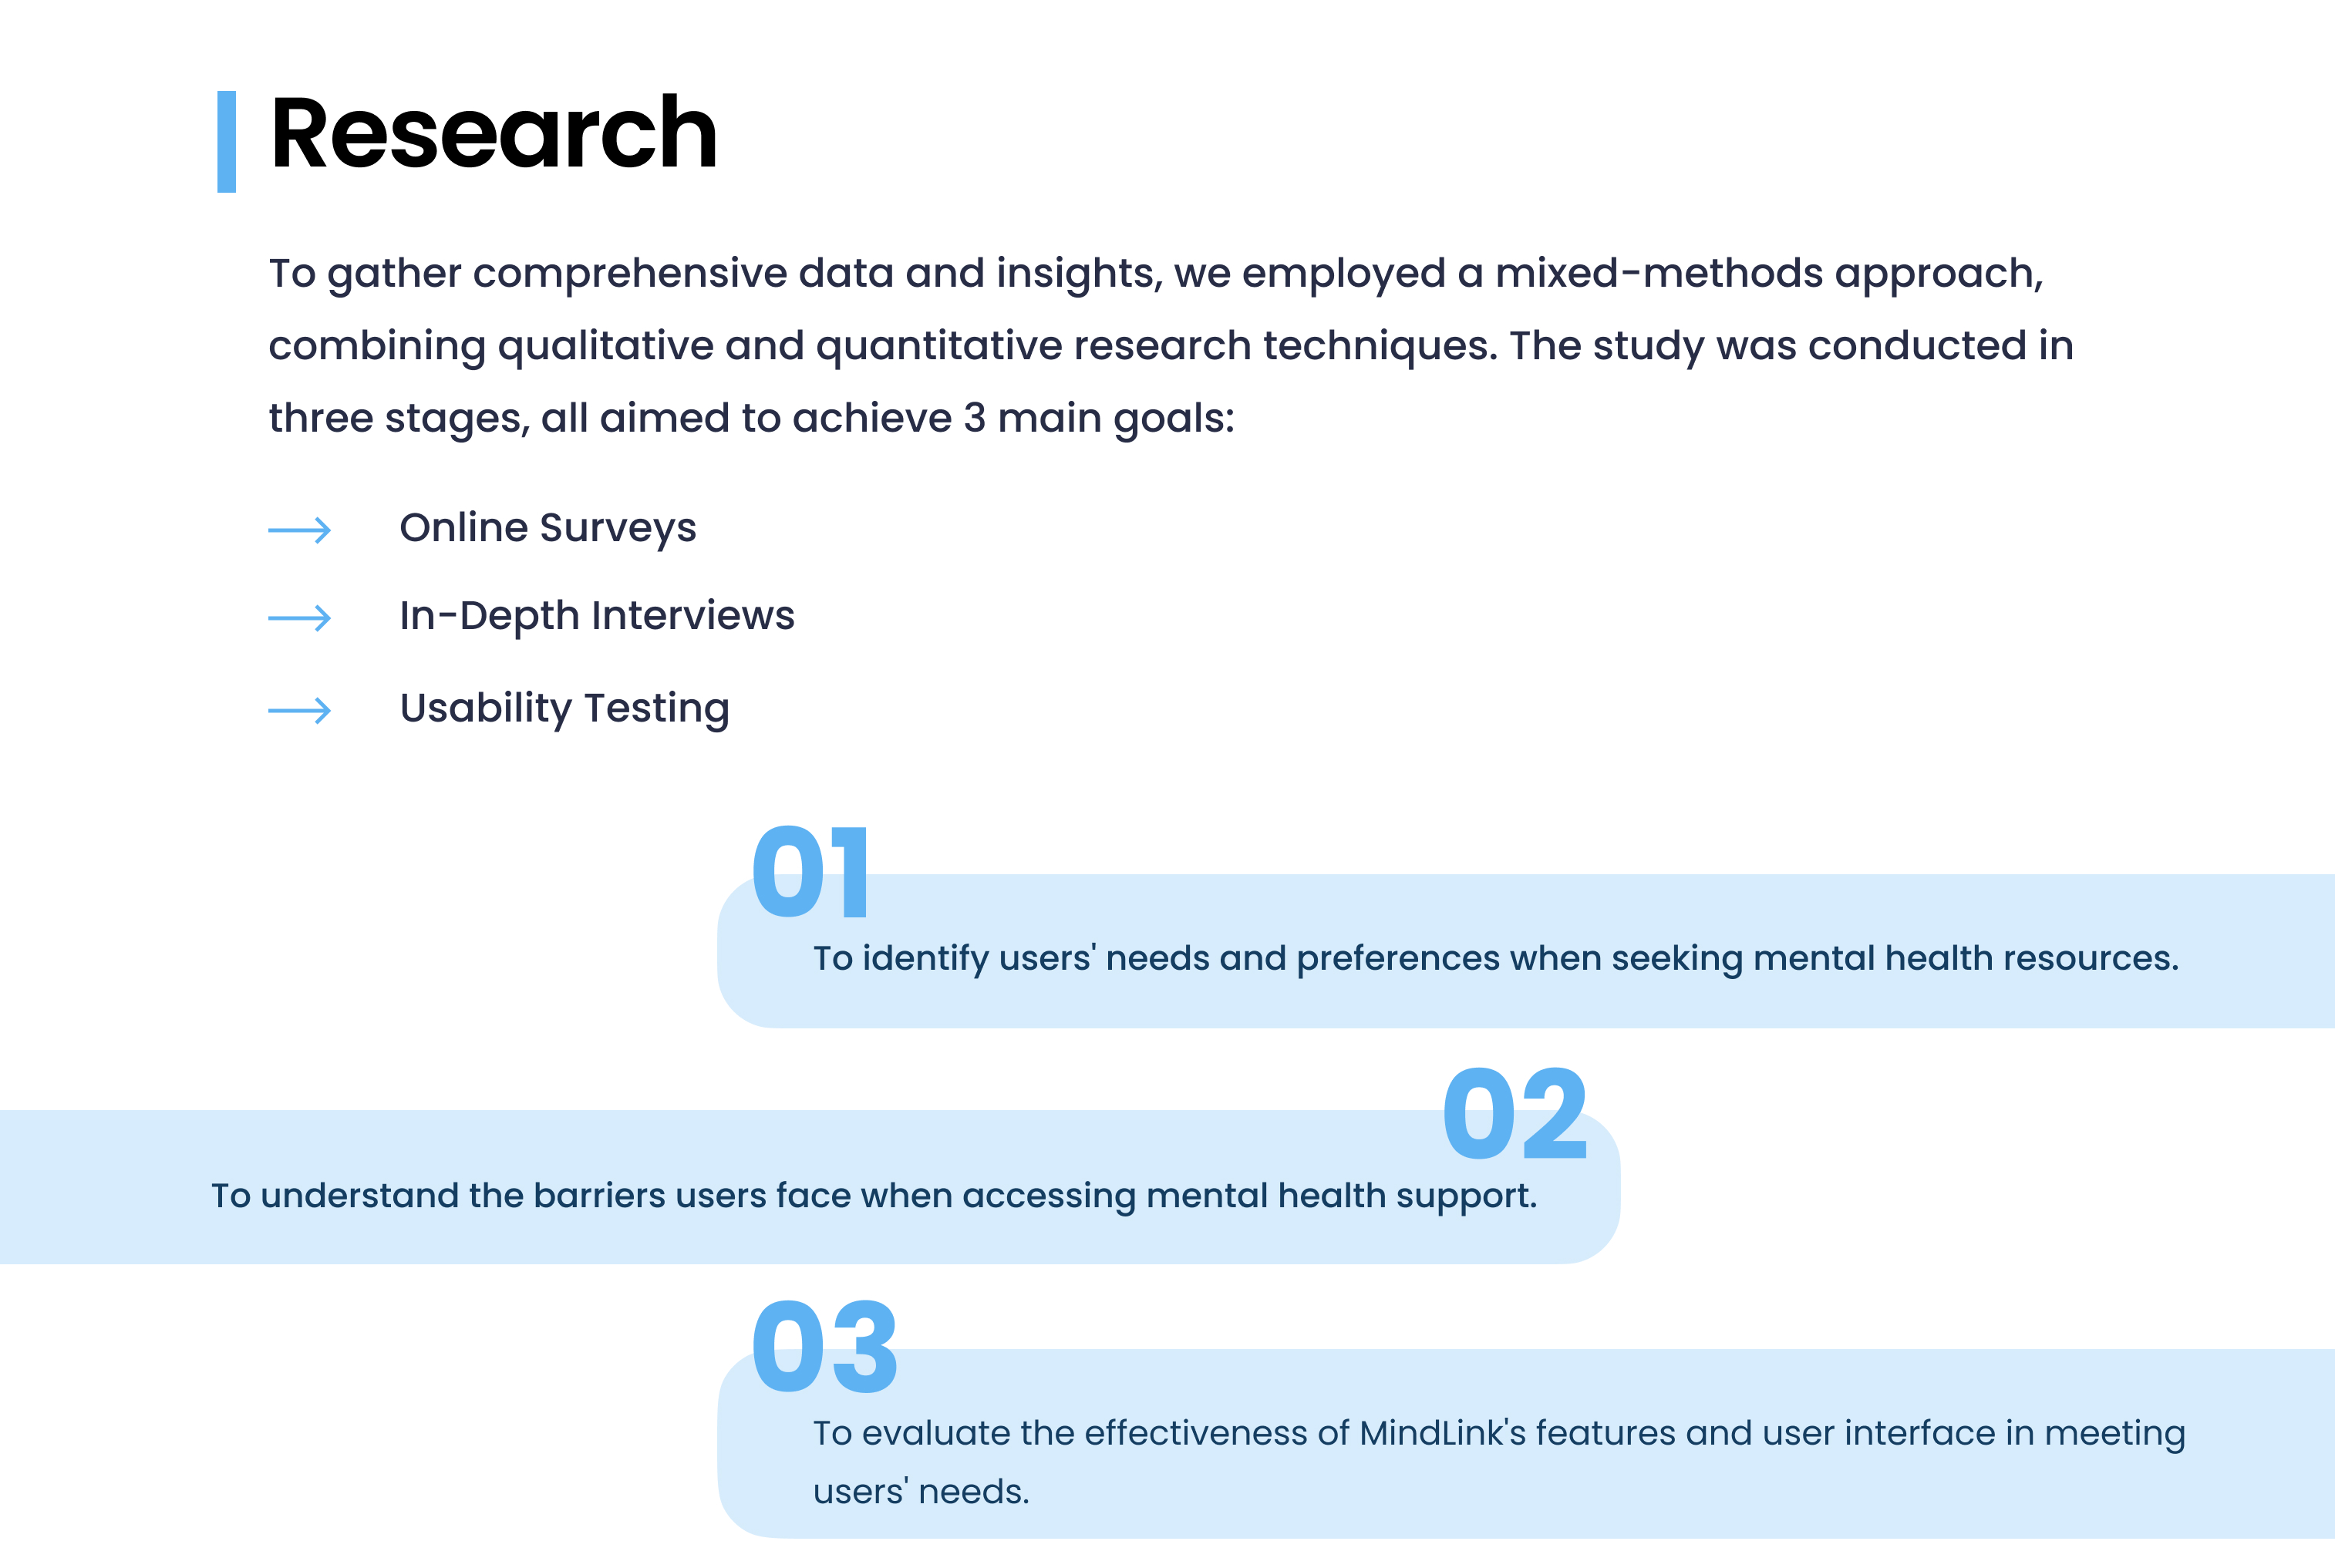 Research
To gather comprehensive data and insights, we employed a mixed-methods approach,
combining qualitative and quantitative research techniques. The study was conducted in
three stages, all aimed to achieve 3 main goals:
Online Surveys
In-Depth Interviews
Usability Testing
01
To identify users' needs and preferences when seeking mental health resources.
02
To understand the barriers users face when accessing mental health support.
03
To evaluate the effectiveness of MindLink's features and user interface in meeting
users' needs.